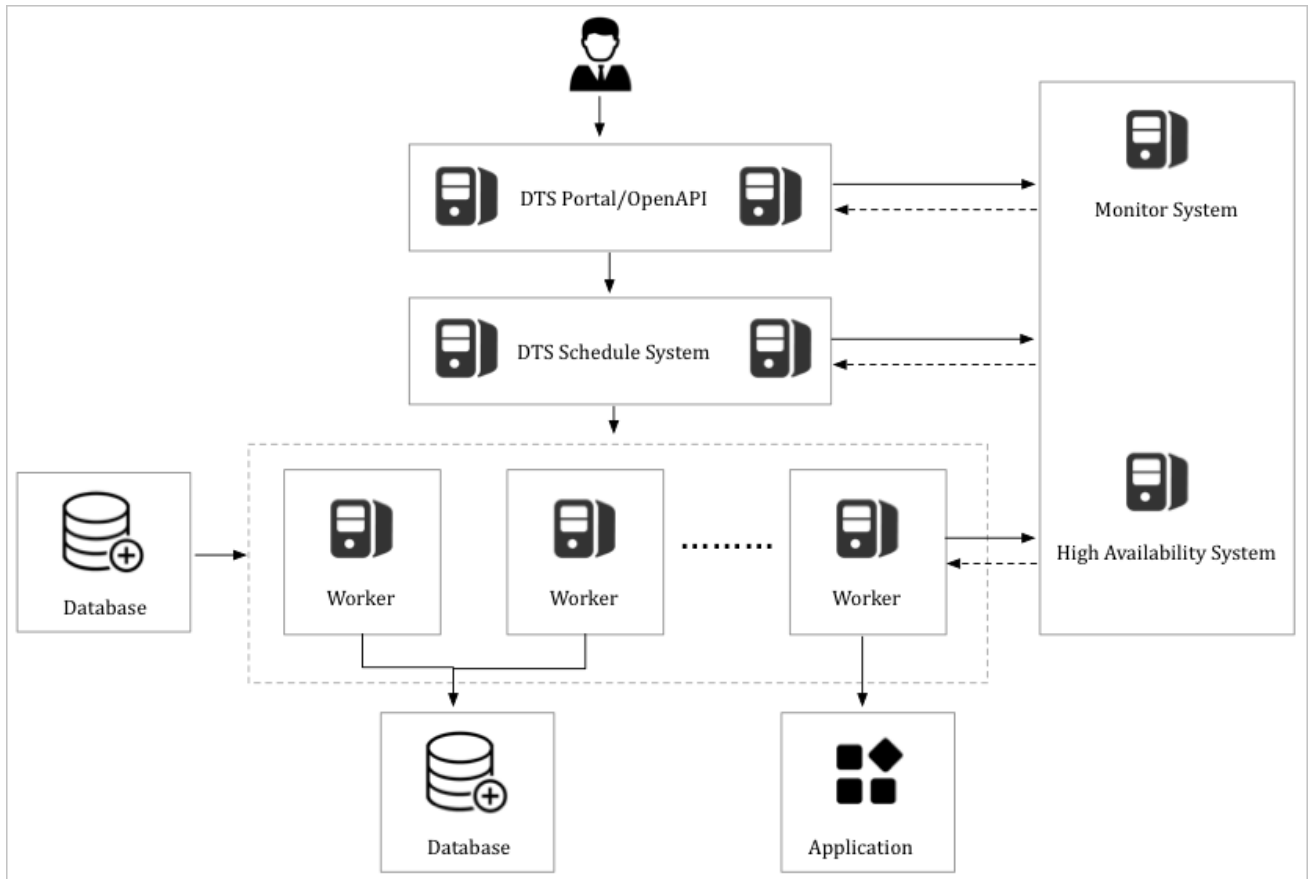 DTS Portal/OpenAPI
Monitor System
DTS Schedule System
High Availability System
Database
Worker
Worker
.........
Worker
Database
Application